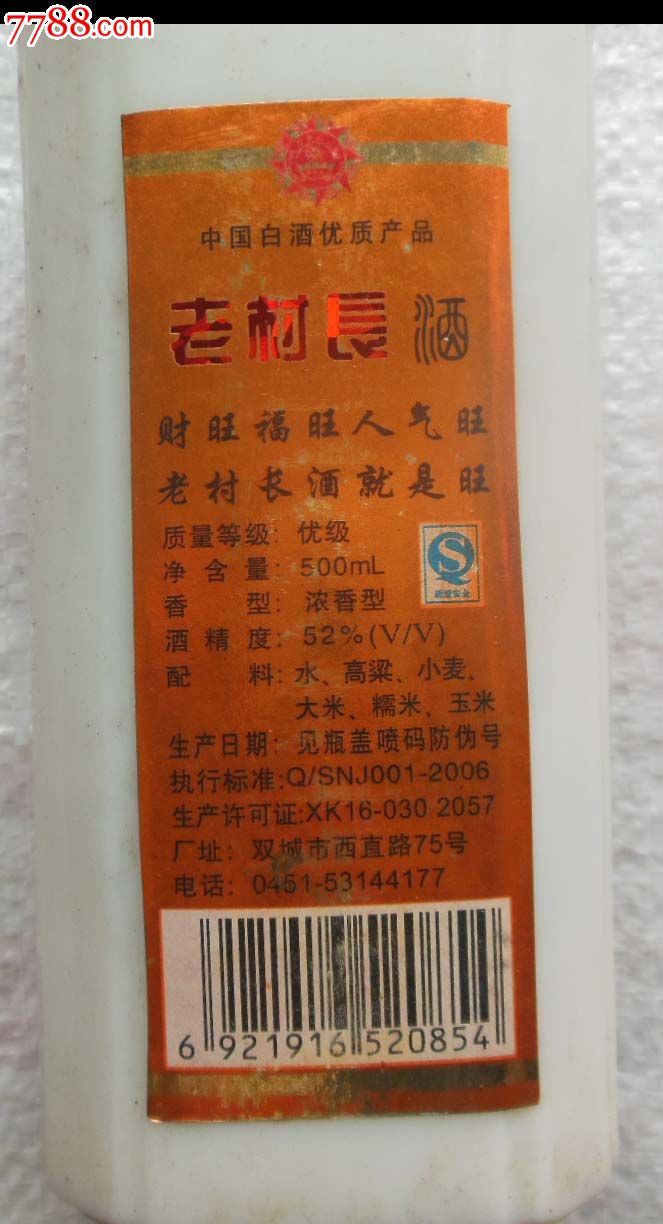 7788.com
中国白酒优质产品
老村長酒
财旺福旺人气旺
老村长酒就是旺
质量等级：优级
净含量：500mL
香型：浓香型
酒精度：52%(V/V)
配料：水、高粱、小麦、
大米、糯米、玉米
生产日期：见瓶盖喷码防伪号
执行标准:Q/SNJ001-2006
生产许可证:XK16-030 2057
厂址：双城市西直路75号
电话：0451-53144177
质量安全
6 921916 520854